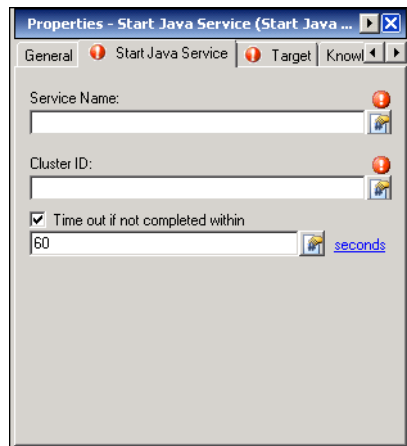 Properties - Start Java Service (Start Java ...
General Start Java Service Target Knowl
Service Name:
Cluster ID:
Time out if not completed within
60 seconds